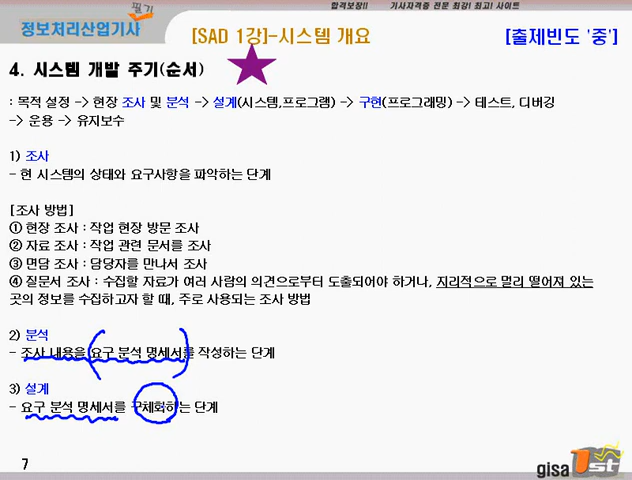 합격보장!! 기사자격증 전문 최강! 최고! 사이트
필기
정보처리산업기사
[SAD 1강]-시스템 개요
[출제빈도 '중']
4. 시스템 개발 주기(순서)
: 목적 설정 -> 현장 조사 및 분석 -> 설계(시스템,프로그램) -> 구현(프로그래밍) -> 테스트, 디버깅
-> 운용 -> 유지보수
1) 조사
- 현 시스템의 상태와 요구사항을 파악하는 단계
[조사 방법]
① 현장 조사 : 작업 현장 방문 조사
② 자료 조사 : 작업 관련 문서를 조사
③ 면담 조사 : 담당자를 만나서 조사
④ 질문서 조사 : 수집할 자료가 여러 사람의 의견으로부터 도출되어야 하거나, 지리적으로 멀리 떨어져 있는
곳의 정보를 수집하고자 할 때, 주로 사용되는 조사 방법
2) 분석
- 조사 내용을 요구 분석 명세서를 작성하는 단계
3) 설계
- 요구 분석 명세서를 구체화하는 단계
7
gisa 1st